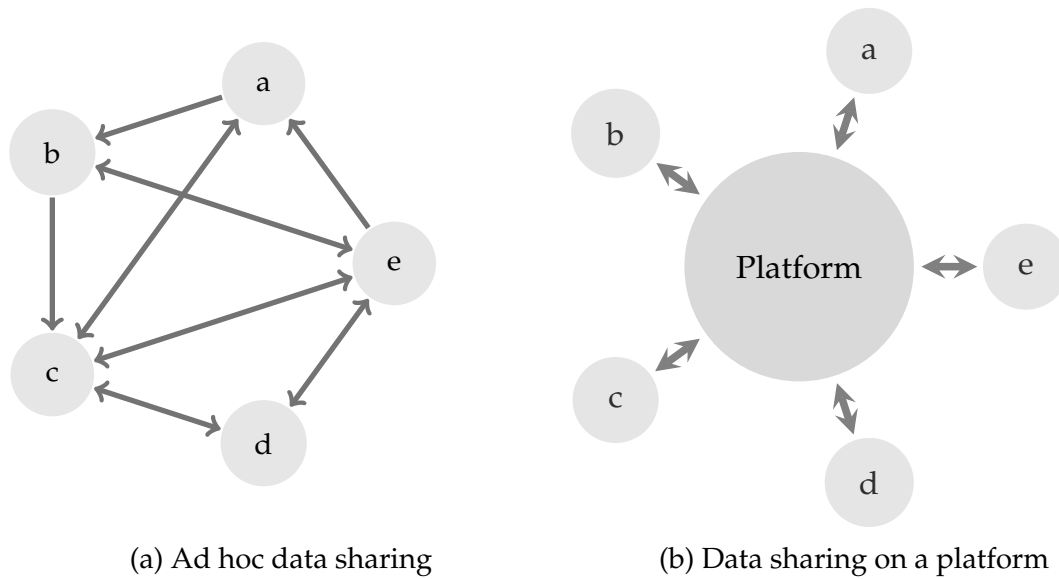 a
b
e
c
d
(a) Ad hoc data sharing
a
b
Platform
e
c
d
(b) Data sharing on a platform